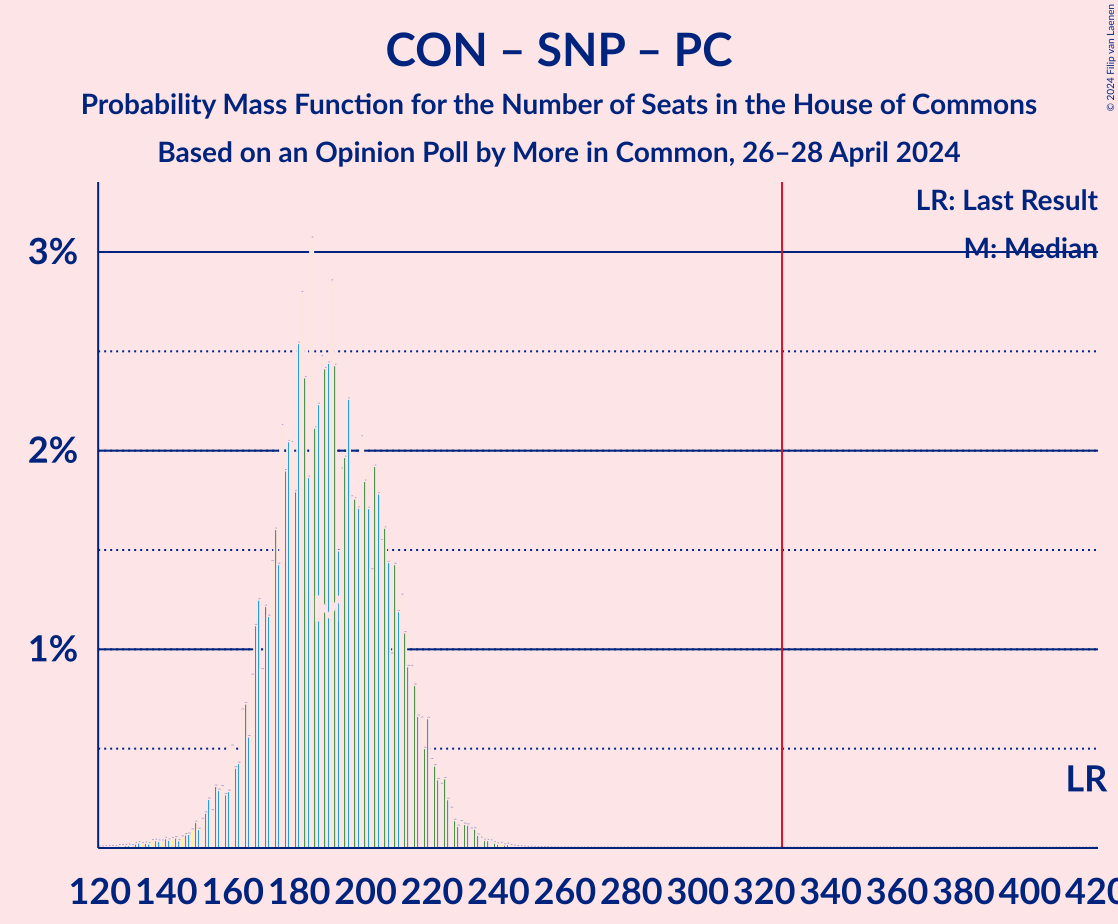 CON – SNP – PC
Probability Mass Function for the Number of Seats in the House of Commons
Based on an Opinion Poll by More in Common, 26–28 April 2024
© 2024 Filip van Laenen
LR: Last Result
M: Median
3%
2%
1%
LR
120 140 160 180 200 220 240 260 280 300 320 340 360 380 400 420